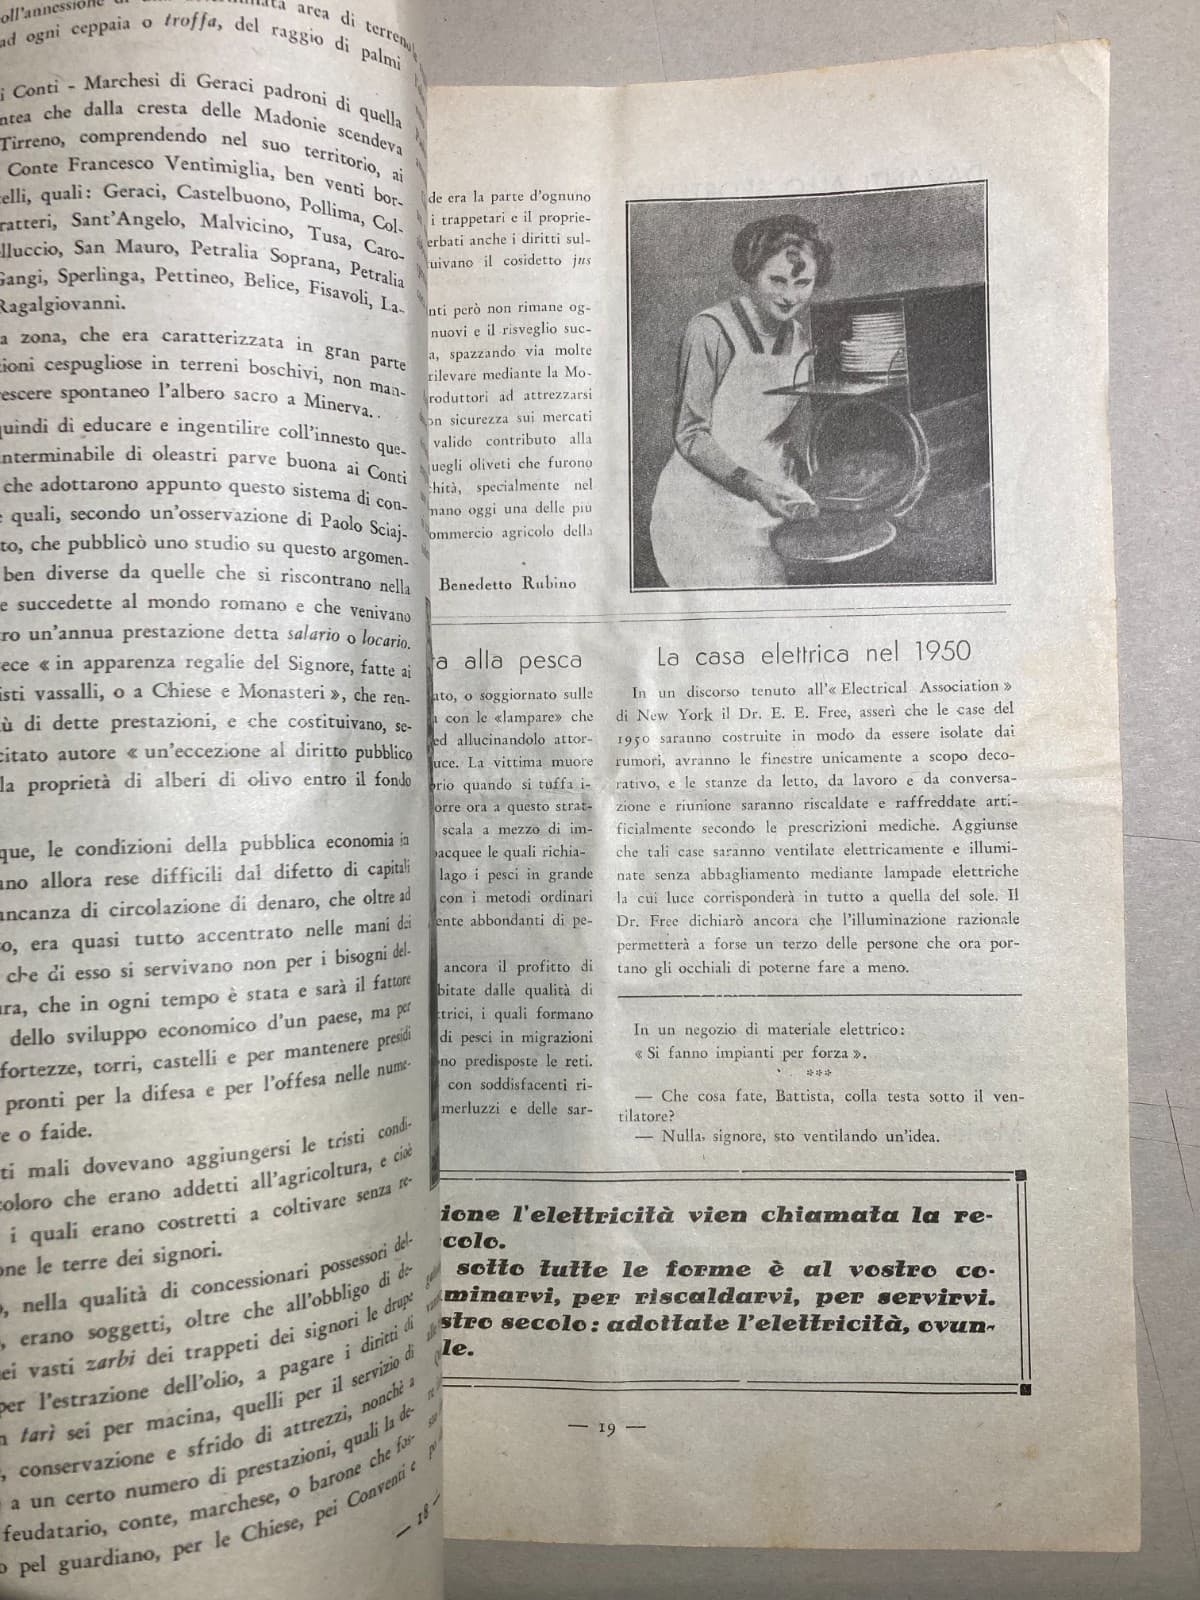 coll'annessione di una determinata area di terreno
ad ogni ceppaia o troffa, del raggio di palmi
i Conti - Marchesi di Geraci padroni di quella
ntea che dalla cresta delle Madonie scendeva
Tirreno, comprendendo nel suo territorio, ai
Conte Francesco Ventimiglia, ben venti bor-
telli, quali: Geraci, Castelbuono, Pollima, Col-
ratteri, Sant'Angelo, Malvicino, Tusa, Caro-
lluccio, San Mauro, Petralia Soprana, Petralia
Gangi, Sperlinga, Pettineo, Belice, Fisavoli, La-
Ragalgiovanni.
a zona, che era caratterizzata in gran parte
zioni cespugliose in terreni boschivi, non man-
rescere spontaneo l'albero sacro a Minerva.
quindi di educare e ingentilire coll'innesto que-
nterminabile di oleastri parve buona ai Conti
che adottarono appunto questo sistema di con-
e quali, secondo un'osservazione di Paolo Sciaj-
to, che pubblicò uno studio su questo argomen-
ben diverse da quelle che si riscontrano nella
e succedette al mondo romano e che venivano
ro un'annua prestazione detta salario o locario.
ece « in apparenza regalie del Signore, fatte ai
isti vassalli, o a Chiese e Monasteri », che ren-
iù di dette prestazioni, e che costituivano, se-
citato autore « un'eccezione al diritto pubblico
la proprietà di alberi di olivo entro il fondo
que, le condizioni della pubblica economia in
ano allora rese difficili dal difetto di capitali
ancanza di circolazione di denaro, che oltre ad
o, era quasi tutto accentrato nelle mani dei
che di esso si servivano non per i bisogni del-
ura, che in ogni tempo è stata e sarà il fattore
dello sviluppo economico d'un paese, ma per
fortezze, torri, castelli e per mantenere presidi
pronti per la difesa e per l'offesa nelle nume-
e o faide.
ti mali dovevano aggiungersi le tristi condi-
coloro che erano addetti all'agricoltura, e cioè
i quali erano costretti a coltivare senza re-
one le terre dei signori.
o, nella qualità di concessionari possessori del-
, erano soggetti, oltre che all'obbligo di de-
nei vasti zarbi dei trappeti dei signori le drupe
per l'estrazione dell'olio, a pagare i diritti di
n tarì sei per macina, quelli per il servizio di
, conservazione e sfrido di attrezzi, nonchè a
a un certo numero di prestazioni, quali la de-
feudatario, conte, marchese, o barone che fos-
o pel guardiano, per le Chiese, pei Conventi e
— 18 —
de era la parte d'ognuno
i trappetari e il proprie-
erbati anche i diritti sul-
uivano il cosidetto jus
nti però non rimane og-
nuovi e il risveglio suc-
a, spazzando via molte
rilevare mediante la Mo-
roduttori ad attrezzarsi
on sicurezza sui mercati
valido contributo alla
uegli oliveti che furono
chità, specialmente nel
mano oggi una delle più
ommercio agricolo della
Benedetto Rubino
ta alla pesca
ato, o soggiornato sulle
a con le «lampare» che
ed allucinandolo attor-
uce. La vittima muore
rio quando si tuffa i-
orre ora a questo strat-
scala a mezzo di im-
acquee le quali richia-
lago i pesci in grande
con i metodi ordinari
ente abbondanti di pe-
ancora il profitto di
bitate dalle qualità di
trici, i quali formano
di pesci in migrazioni
no predisposte le reti.
con soddisfacenti ri-
merluzzi e delle sar-
La casa elettrica nel 1950
In un discorso tenuto all'« Electrical Association »
di New York il Dr. E. E. Free, asserì che le case del
1950 saranno costruite in modo da essere isolate dai
rumori, avranno le finestre unicamente a scopo deco-
rativo, e le stanze da letto, da lavoro e da conversa-
zione e riunione saranno riscaldate e raffreddate arti-
ficialmente secondo le prescrizioni mediche. Aggiunse
che tali case saranno ventilate elettricamente e illumi-
nate senza abbagliamento mediante lampade elettriche
la cui luce corrisponderà in tutto a quella del sole. Il
Dr. Free dichiarò ancora che l'illuminazione razionale
permetterà a forse un terzo delle persone che ora por-
tano gli occhiali di poterne fare a meno.
In un negozio di materiale elettrico:
« Si fanno impianti per forza ».
***
— Che cosa fate, Battista, colla testa sotto il ven-
tilatore?
— Nulla, signore, sto ventilando un'idea.
ione l'elettricità vien chiamata la re-
colo.
sotto tutte le forme è al vostro co-
minarvi, per riscaldarvi, per servirvi.
stro secolo: adottate l'elettricità, ovun-
le.
— 19 —